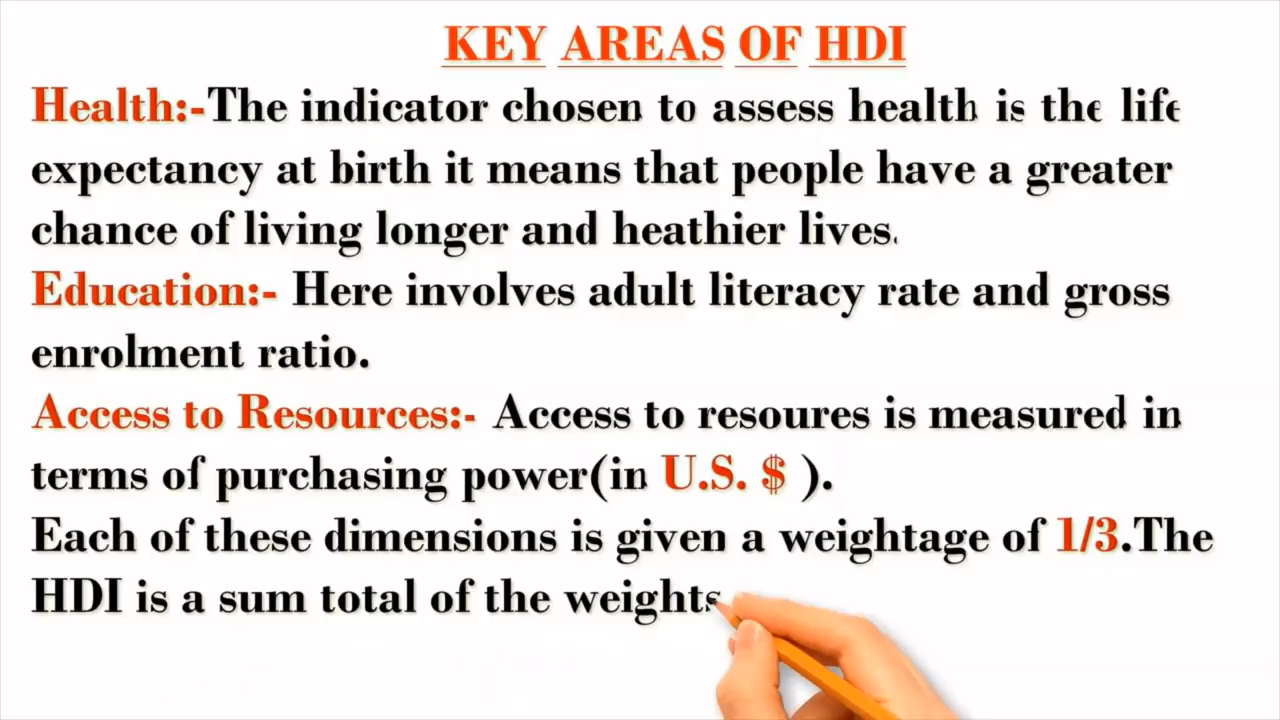 KEY AREAS OF HDI
Health:-The indicator chosen to assess health is the life
expectancy at birth it means that people have a greater
chance of living longer and heathier lives.
Education:- Here involves adult literacy rate and gross
enrolment ratio.
Access to Resources:- Access to resoures is measured in
terms of purchasing power(in U.S. $ ).
Each of these dimensions is given a weightage of 1/3.The
HDI is a sum total of the weights